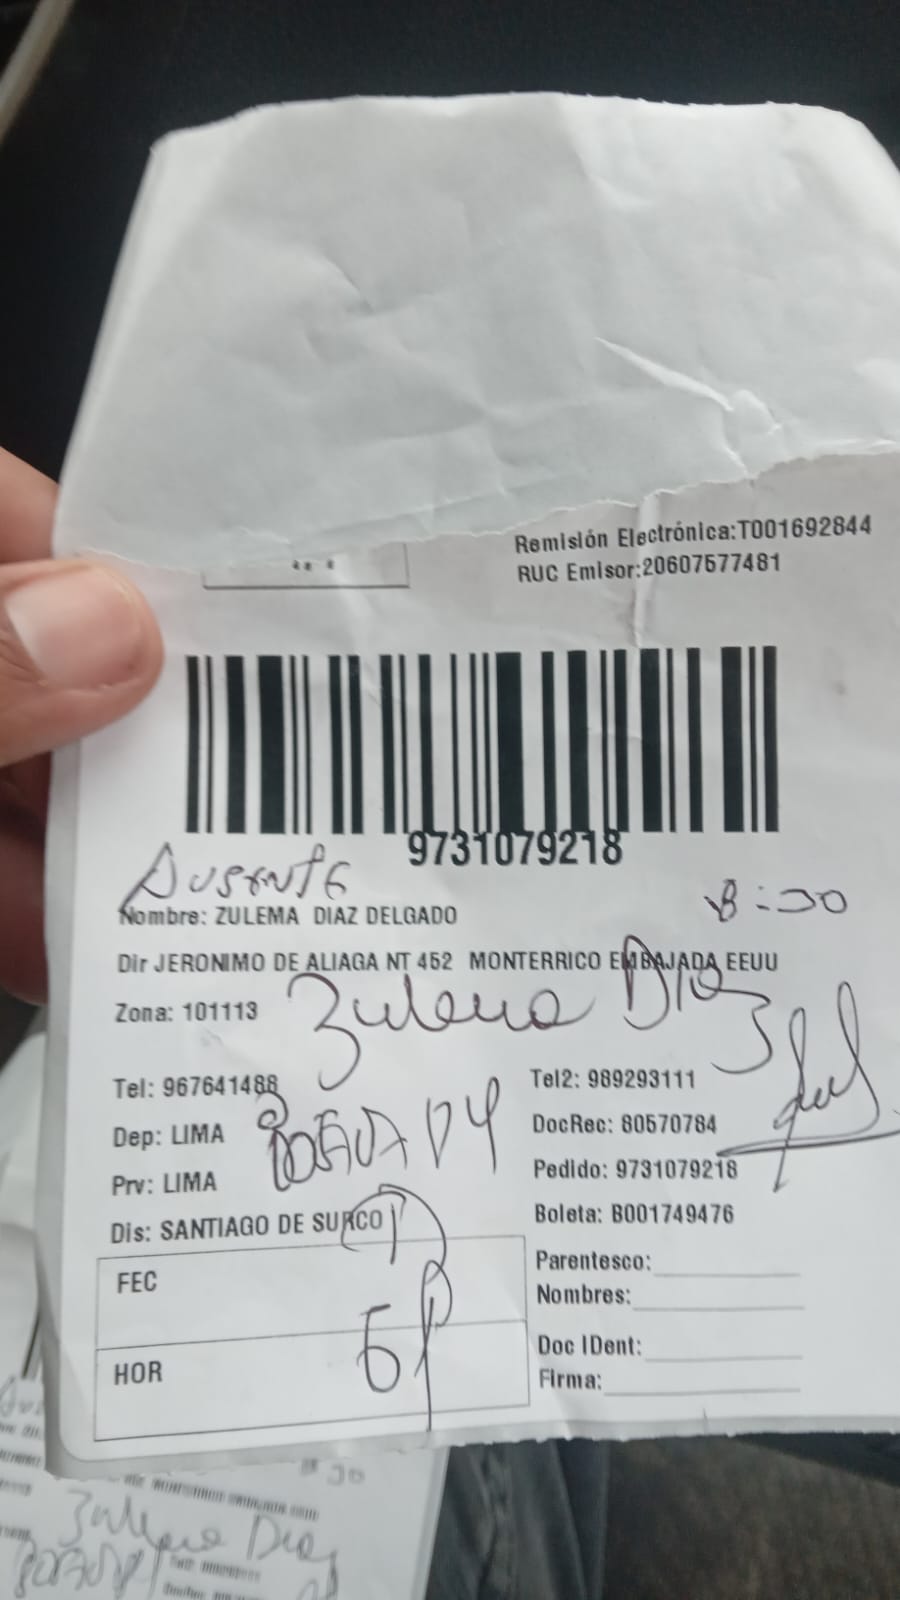 Remisión Electrónica:T001692844
RUC Emisor:20607577481
9731079218
Ausente
8:30
Nombre: ZULEMA DIAZ DELGADO
Dir JERONIMO DE ALIAGA NT 452 MONTERRICO EMBAJADA EEUU
Zona: 101113
Zulema Diaz
Tel: 967641488
Tel2: 989293111
Dep: LIMA
DocRec: 80570784
Prv: LIMA
Pedido: 9731079218
Dis: SANTIAGO DE SURCO
Boleta: B001749476
FEC
Parentesco:
Nombres:
HOR
Doc IDent:
Firma:
Zulema Diaz